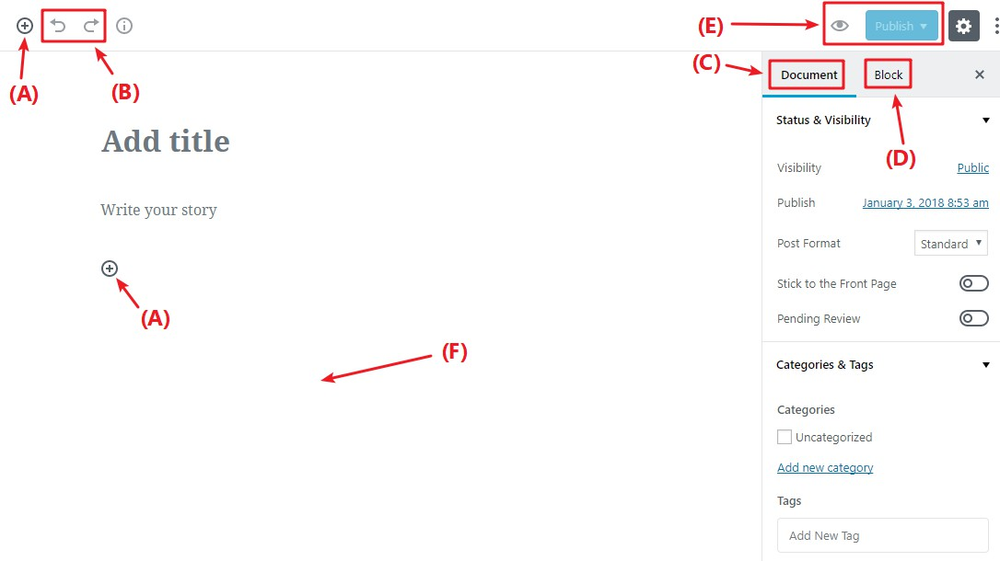 (E)
Publish
(A)
(B)
(C)
Document
Block
Status & Visibility
(D)
Add title
Visibility
Public
Write your story
Publish
January 3, 2018 8:53 am
Post Format
Standard
Stick to the Front Page
(A)
Pending Review
(F)
Categories & Tags
Categories
Uncategorized
Add new category
Tags
Add New Tag